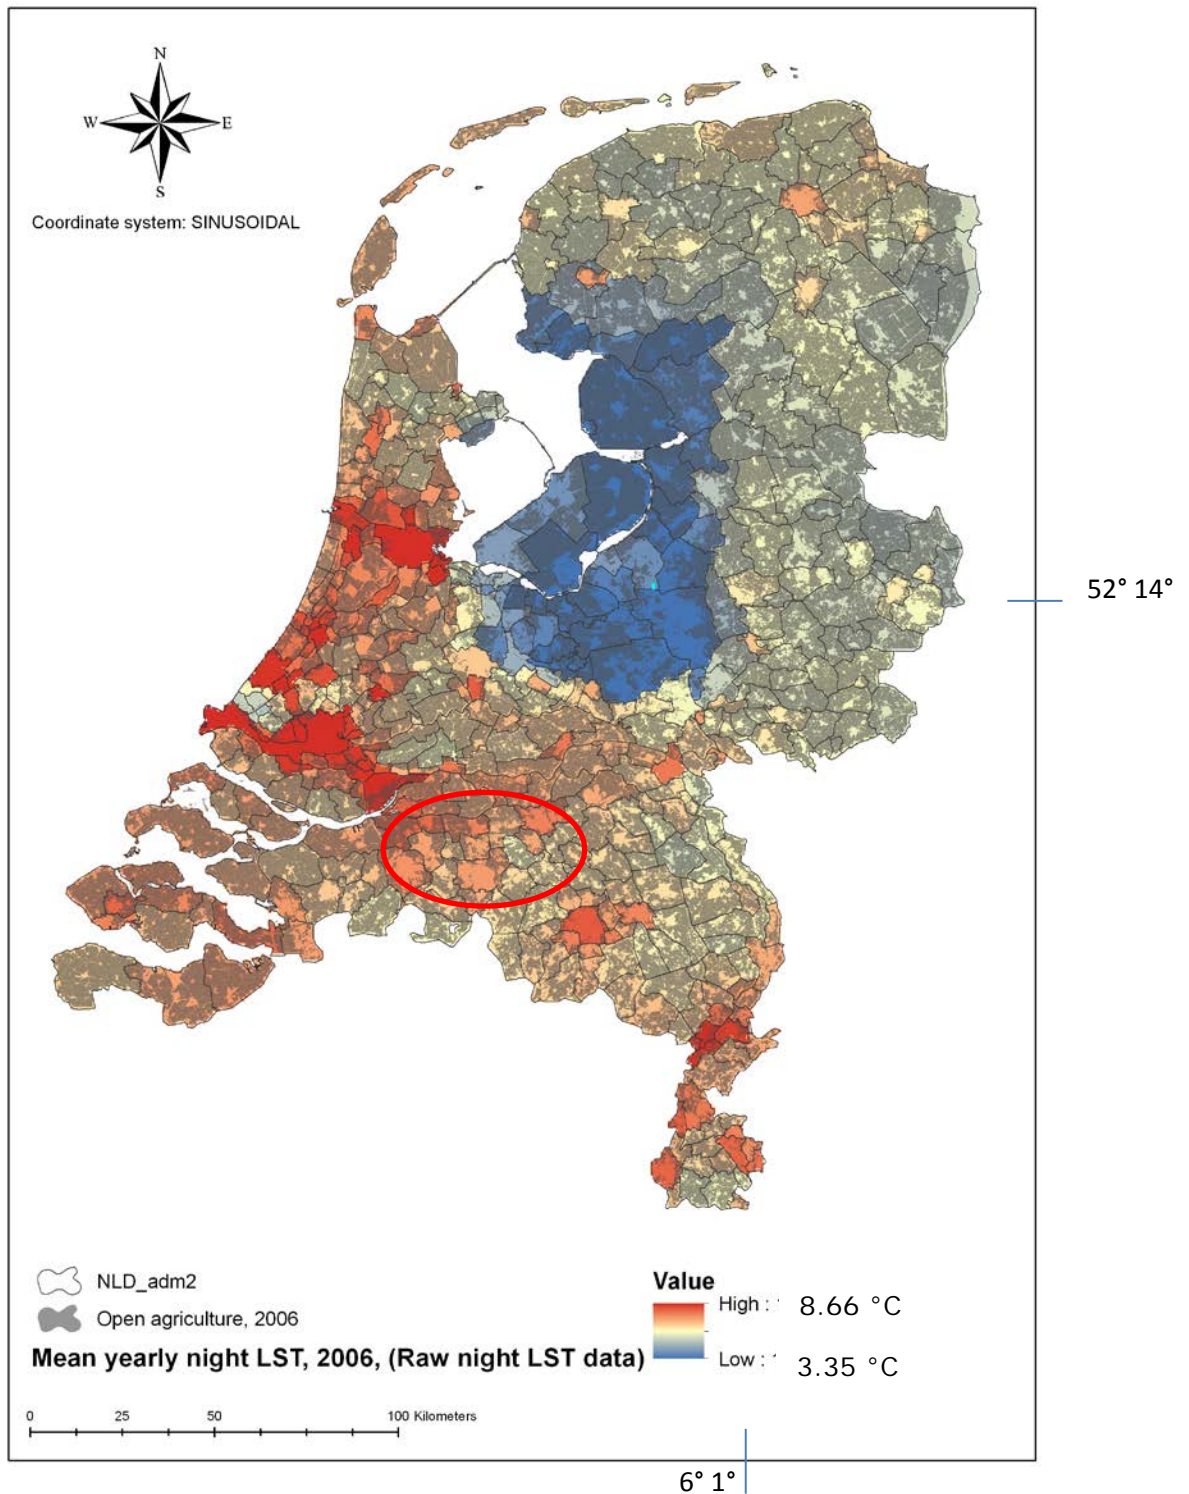 N
W E
S
Coordinate system: SINUSOIDAL
52° 14°
NLD_adm2
Open agriculture, 2006
Mean yearly night LST, 2006, (Raw night LST data)
Value
High : 8.66 °C
Low : 3.35 °C
0 25 50 100 Kilometers
6° 1°